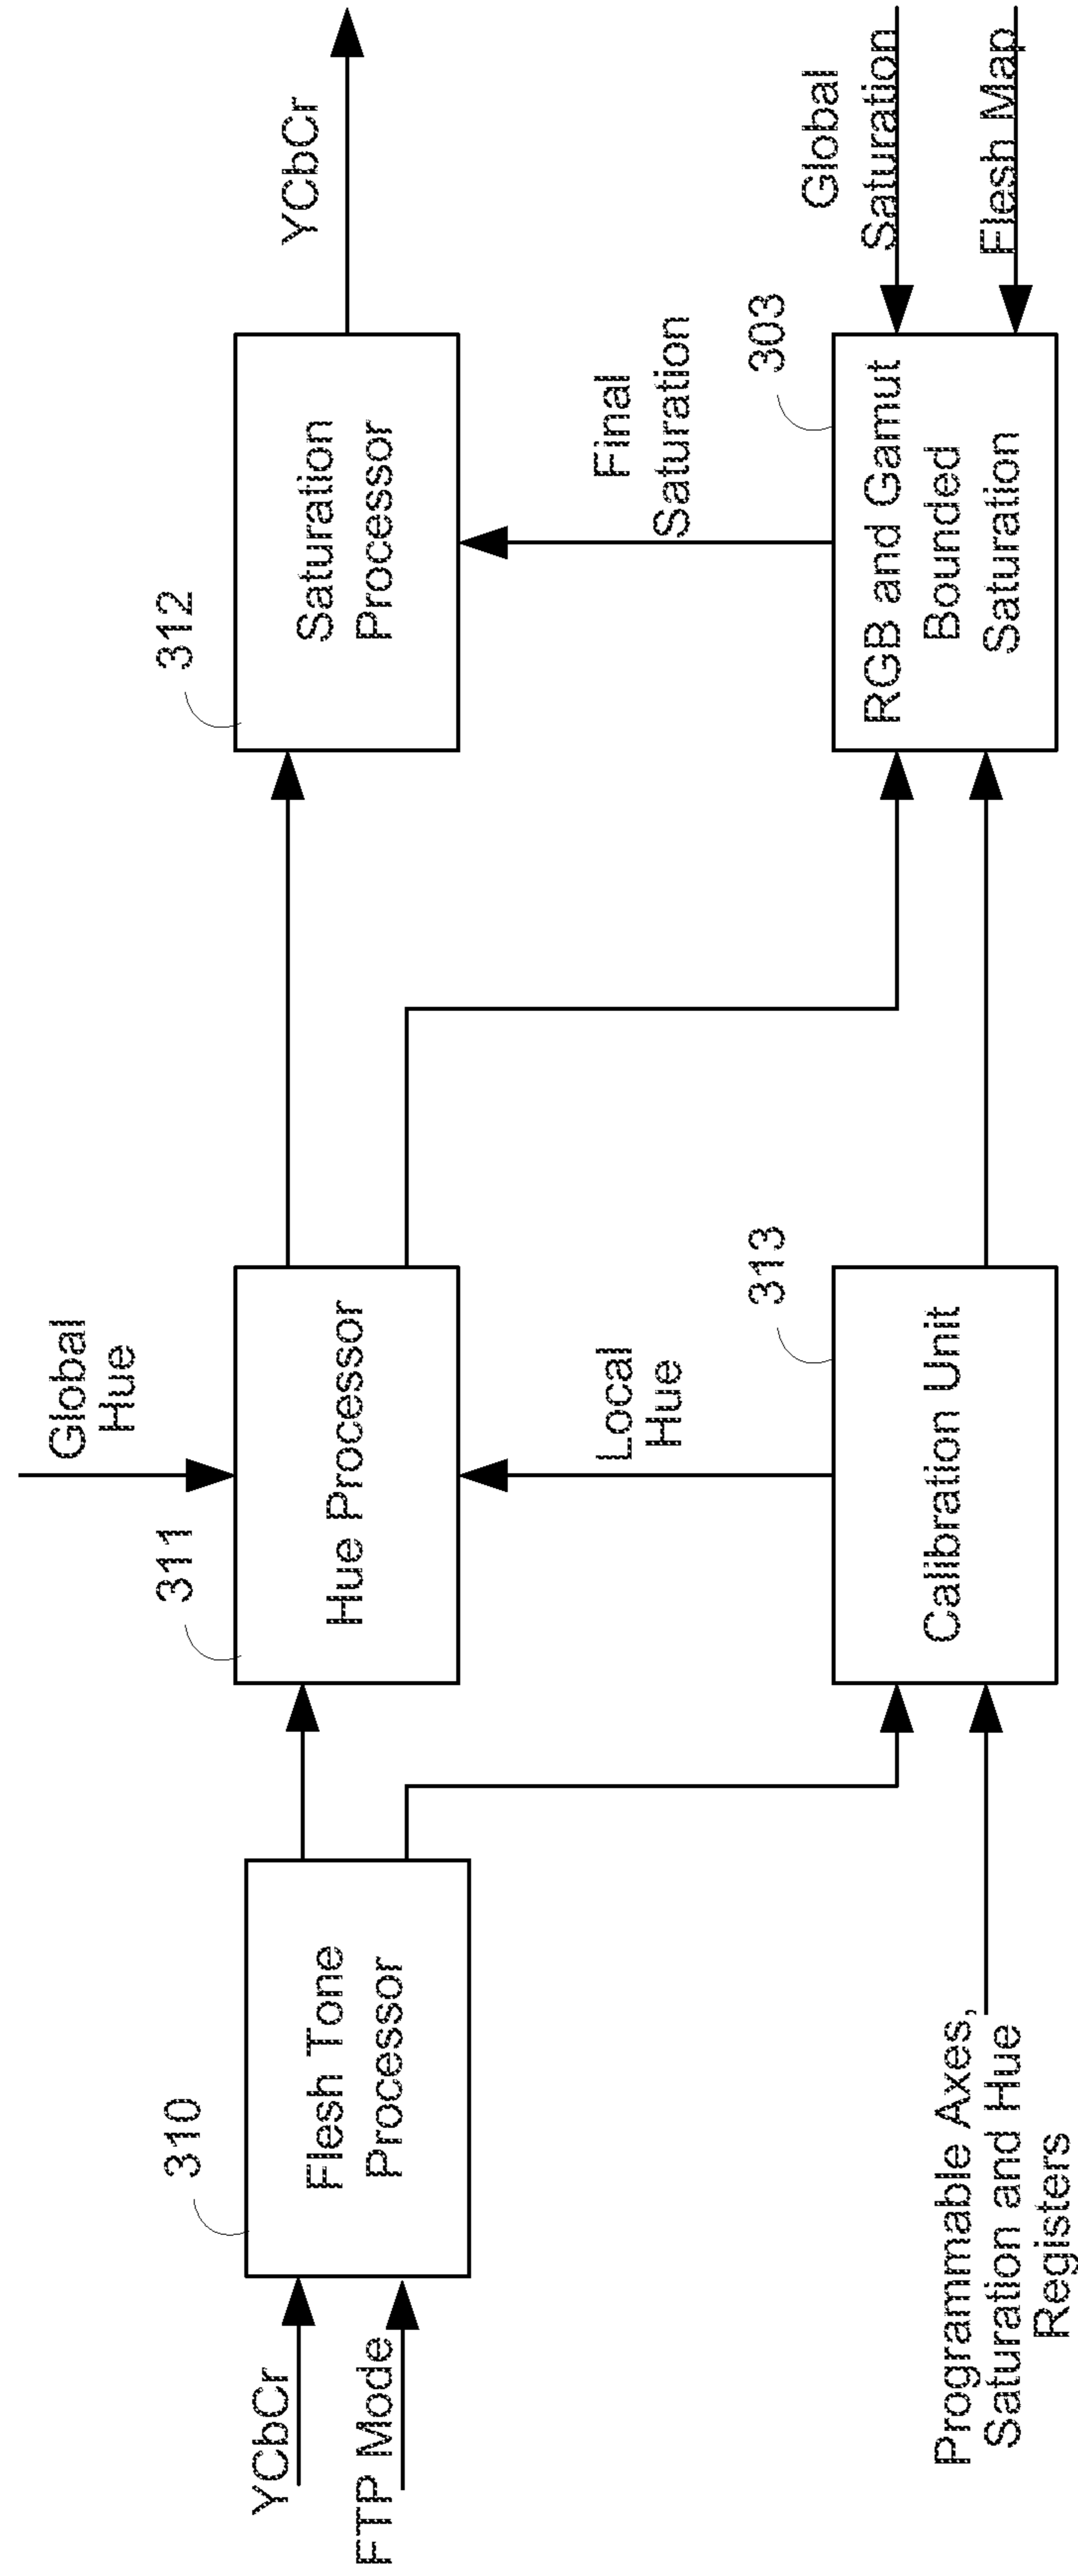 YCbCr
FTP Mode
310
Flesh Tone
Processor
Programmable Axes,
Saturation and Hue
Registers
Global
Hue
311
Hue Processor
Local
Hue
313
Calibration Unit
312
Saturation
Processor
YCbCr
Final
Saturation
303
RGB and Gamut
Bounded
Saturation
Global
Saturation
Flesh Map